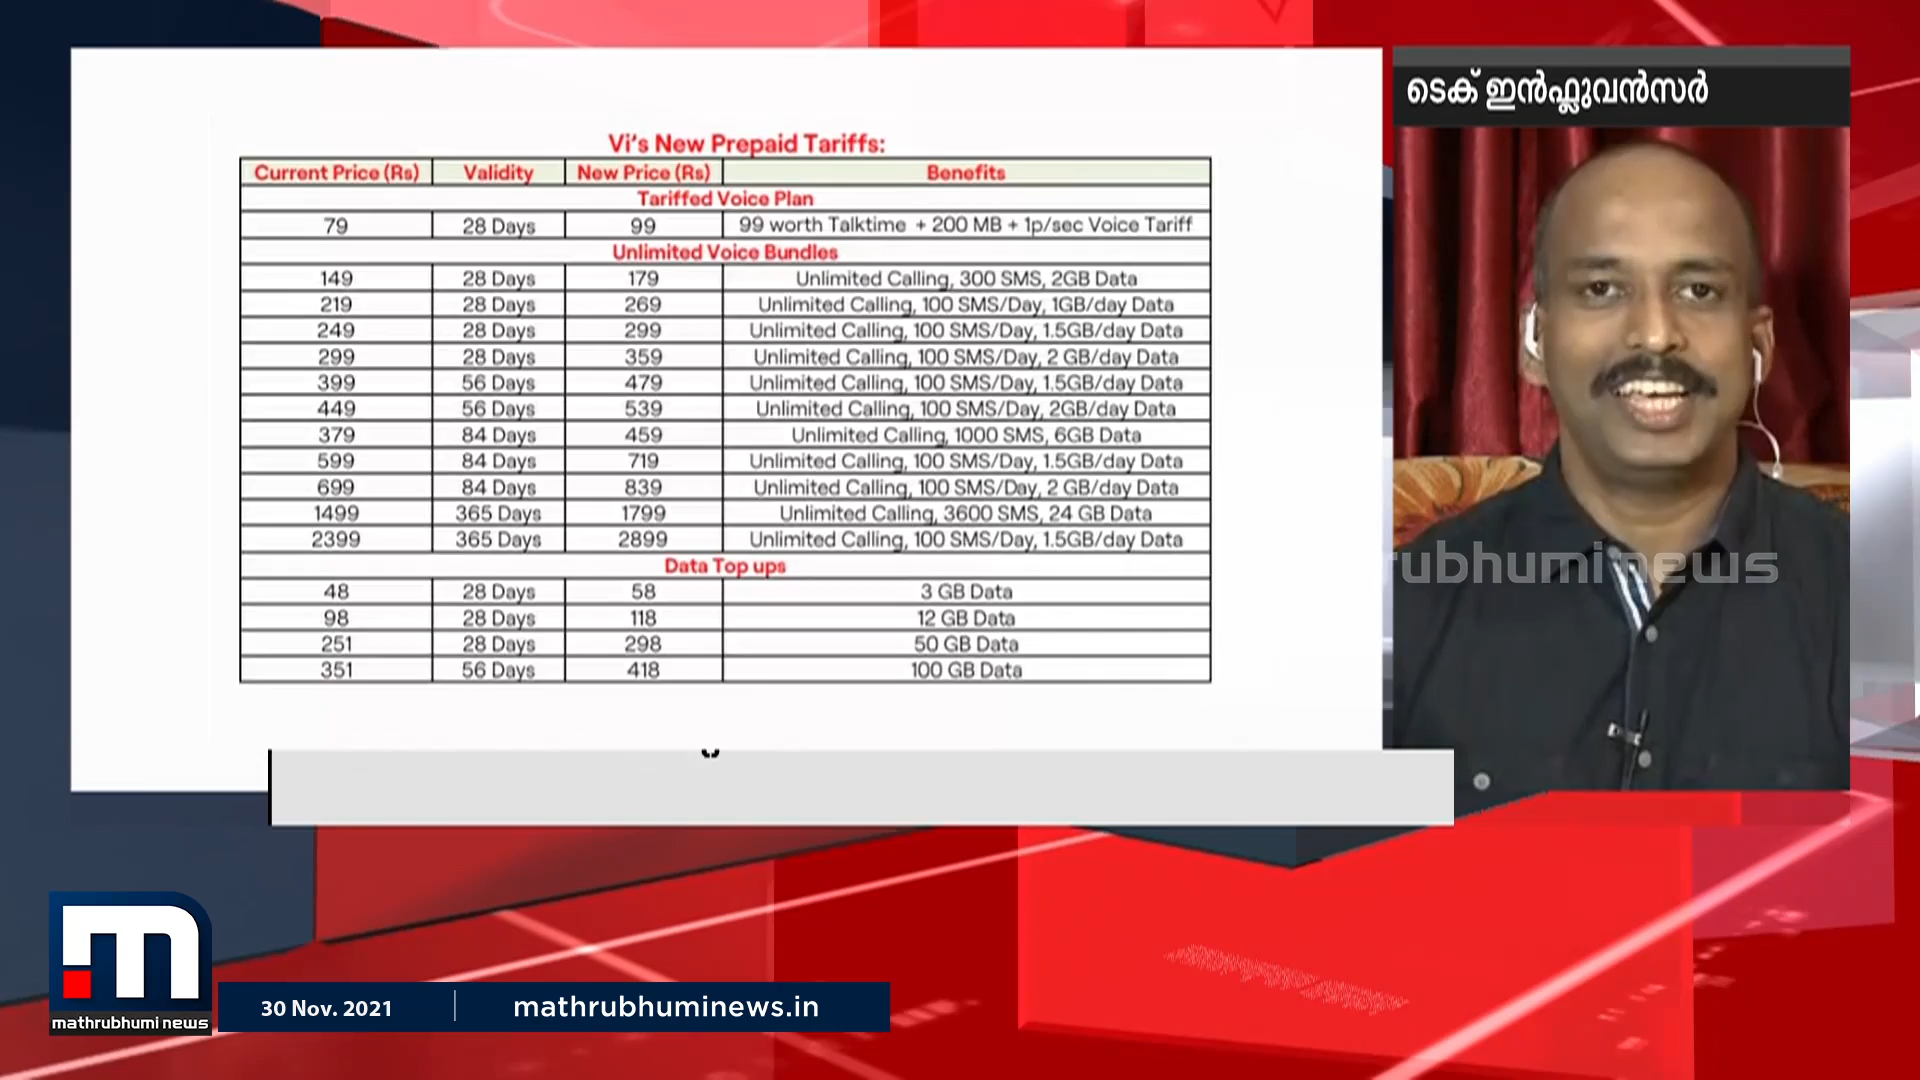 ടെക് ഇൻഫ്ലുവൻസർ
Vi's New Prepaid Tariffs:
Current Price (Rs) Validity New Price (Rs) Benefits
Tariffed Voice Plan
79 28 Days 99 99 worth Talktime + 200 MB + 1p/sec Voice Tariff
Unlimited Voice Bundles
149 28 Days 179 Unlimited Calling, 300 SMS, 2GB Data
219 28 Days 269 Unlimited Calling, 100 SMS/Day, 1GB/day Data
249 28 Days 299 Unlimited Calling, 100 SMS/Day, 1.5GB/day Data
299 28 Days 359 Unlimited Calling, 100 SMS/Day, 2 GB/day Data
399 56 Days 479 Unlimited Calling, 100 SMS/Day, 1.5GB/day Data
449 56 Days 539 Unlimited Calling, 100 SMS/Day, 2GB/day Data
379 84 Days 459 Unlimited Calling, 1000 SMS, 6GB Data
599 84 Days 719 Unlimited Calling, 100 SMS/Day, 1.5GB/day Data
699 84 Days 839 Unlimited Calling, 100 SMS/Day, 2 GB/day Data
1499 365 Days 1799 Unlimited Calling, 3600 SMS, 24 GB Data
2399 365 Days 2899 Unlimited Calling, 100 SMS/Day, 1.5GB/day Data
Data Top ups
48 28 Days 58 3 GB Data
98 28 Days 118 12 GB Data
251 28 Days 298 50 GB Data
351 56 Days 418 100 GB Data
rubhumi news
mathrubhumi news
30 Nov. 2021
mathrubhuminews.in